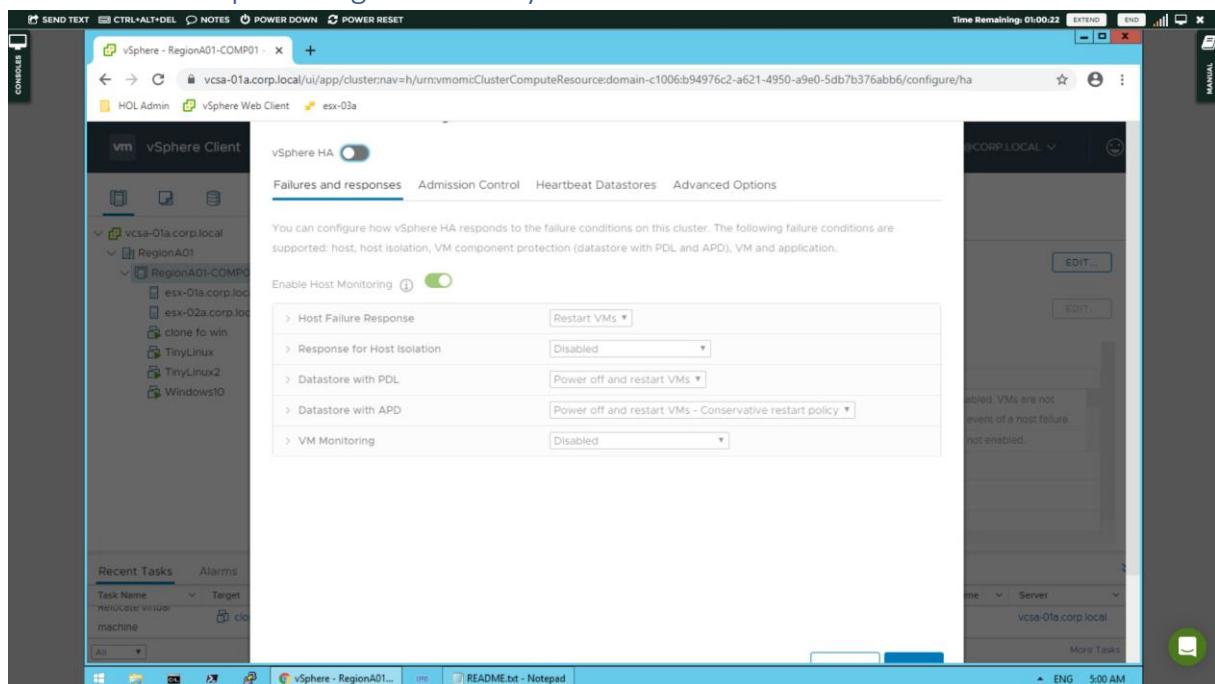 SEND TEXT CTRL+ALT+DEL NOTES POWER DOWN POWER RESET Time Remaining: 01:00:22 EXTEND END
CONSOLES
MANUAL
vSphere - RegionA01-COMP01 -
vcsa-01a.corp.local/ui/app/cluster;nav=h/urn:vmomi:ClusterComputeResource:domain-c1006:b94976c2-a621-4950-a9e0-5db7b376abb6/configure/ha
HOL Admin vSphere Web Client esx-03a
vm vSphere Client
@CORP.LOCAL
vSphere HA
Failures and responses Admission Control Heartbeat Datastores Advanced Options
You can configure how vSphere HA responds to the failure conditions on this cluster. The following failure conditions are
supported: host, host isolation, VM component protection (datastore with PDL and APD), VM and application.
Enable Host Monitoring
Host Failure Response Restart VMs
Response for Host Isolation Disabled
Datastore with PDL Power off and restart VMs
Datastore with APD Power off and restart VMs - Conservative restart policy
VM Monitoring Disabled
vcsa-01a.corp.local
RegionA01
RegionA01-COMP0
esx-01a.corp.loc
esx-02a.corp.loc
clone fo win
TinyLinux
TinyLinux2
Windows10
EDIT...
EDIT...
abled. VMs are not
event of a host failure.
not enabled.
Recent Tasks Alarms
Task Name Target
me Server
Relocate virtual
machine
clo
vcsa-01a.corp.local
All
More Tasks
vSphere - RegionA01... README.txt - Notepad ENG 5:00 AM